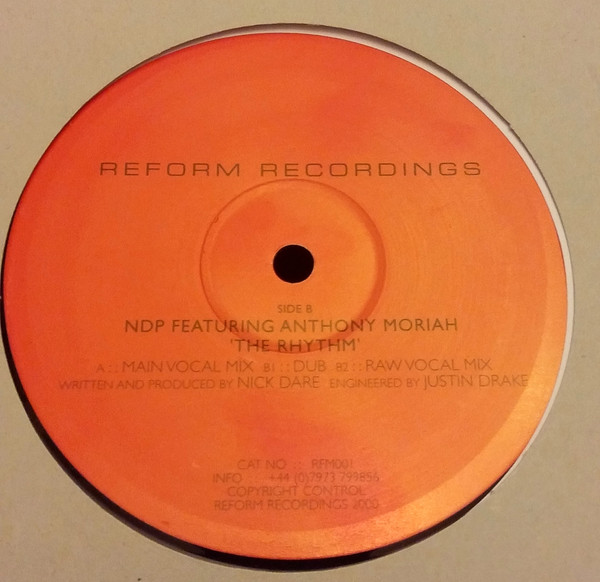 REFORM RECORDINGS
SIDE B
NDP FEATURING ANTHONY MORIAH
'THE RHYTHM'
A :: MAIN VOCAL MIX B1 :: DUB B2 :: RAW VOCAL MIX
WRITTEN AND PRODUCED BY NICK DARE ENGINEERED BY JUSTIN DRAKE
CAT NO :: RFM001
INFO :: +44 (0)7973 799856
COPYRIGHT CONTROL
REFORM RECORDINGS 2000